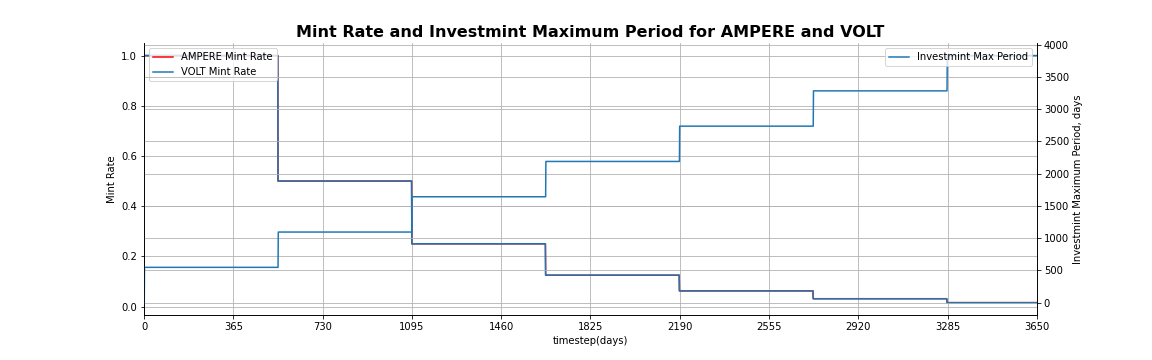 Mint Rate and Investmint Maximum Period for AMPERE and VOLT
AMPERE Mint Rate
VOLT Mint Rate
Investmint Max Period
Mint Rate
1.0
0.8
0.6
0.4
0.2
0.0
4000
3500
3000
2500
2000
1500
1000
500
0
Investmint Maximum Period, days
0 365 730 1095 1460 1825 2190 2555 2920 3285 3650
timestep(days)